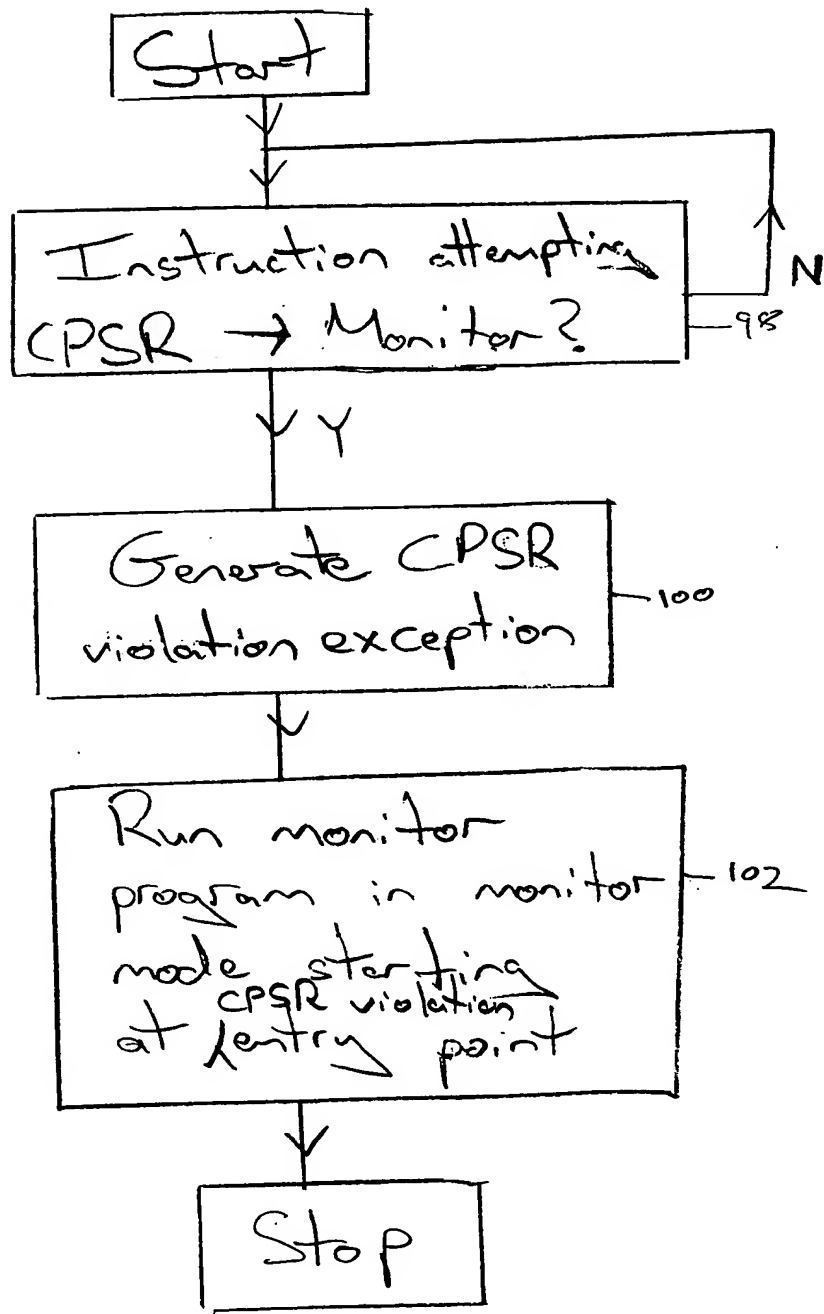 Start
Instruction attempting
CPSR → Monitor?
N
98
Y
Generate CPSR
violation exception
100
Run monitor
program in monitor
102
mode starting
CPSR violation
at entry point
Stop